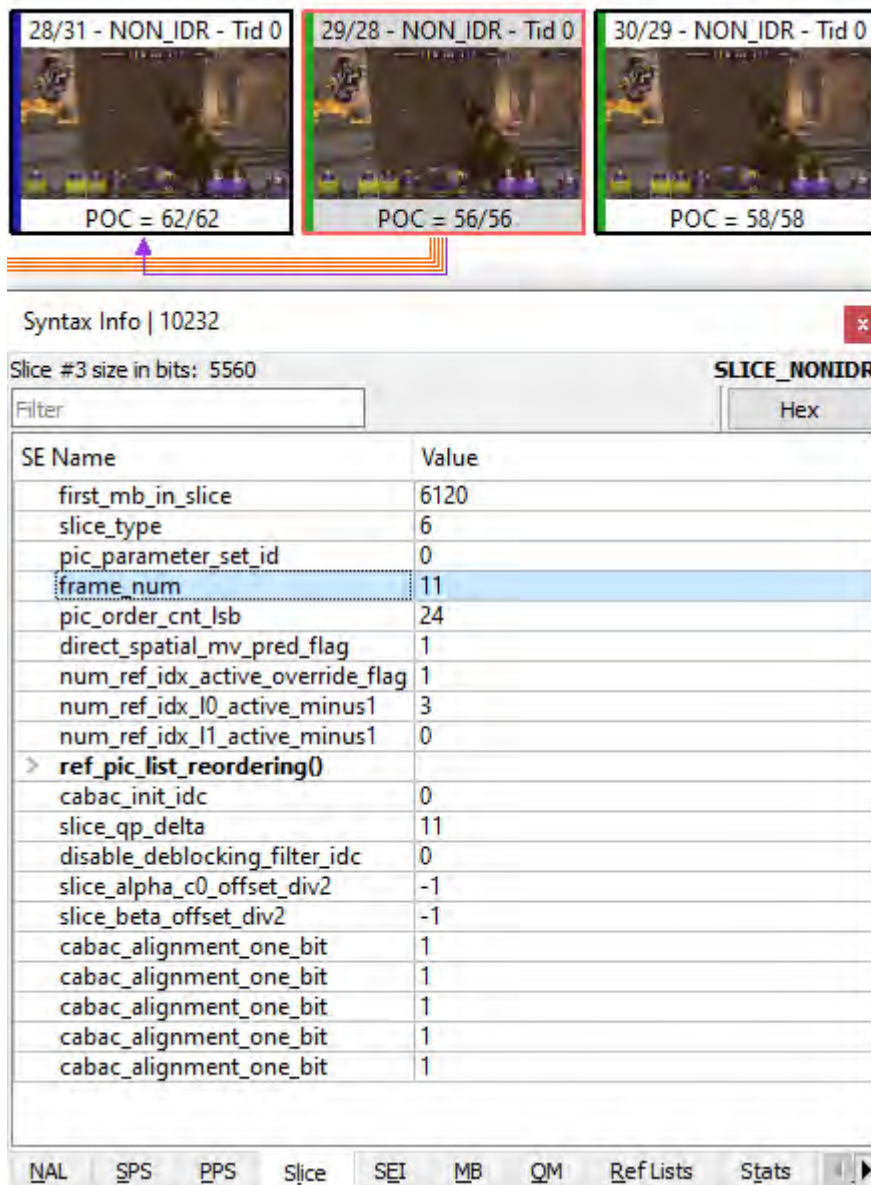 28/31 - NON_IDR - Tid 0 29/28 - NON_IDR - Tid 0 30/29 - NON_IDR - Tid 0
POC = 62/62 POC = 56/56 POC = 58/58
Syntax Info | 10232 x
Slice #3 size in bits: 5560 SLICE_NONIDR
Filter Hex
SE Name Value
first_mb_in_slice 6120
slice_type 6
pic_parameter_set_id 0
frame_num 11
pic_order_cnt_lsb 24
direct_spatial_mv_pred_flag 1
num_ref_idx_active_override_flag 1
num_ref_idx_l0_active_minus1 3
num_ref_idx_l1_active_minus1 0
> ref_pic_list_reordering()
cabac_init_idc 0
slice_qp_delta 11
disable_deblocking_filter_idc 0
slice_alpha_c0_offset_div2 -1
slice_beta_offset_div2 -1
cabac_alignment_one_bit 1
cabac_alignment_one_bit 1
cabac_alignment_one_bit 1
cabac_alignment_one_bit 1
cabac_alignment_one_bit 1
NAL SPS PPS Slice SEI MB QM Ref Lists Stats